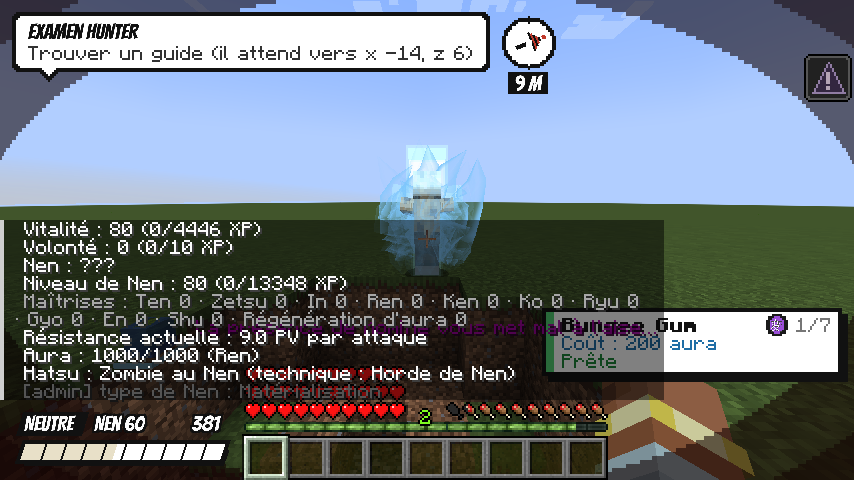 EXAMEN HUNTER
Trouver un guide (il attend vers x -14, z 6)
9 M
Vitalité : 80 (0/4446 XP)
Volonté : 0 (0/10 XP)
Nen : ???
Niveau de Nen : 80 (0/13348 XP)
Maîtrises : Ten 0 · Zetsu 0 · In 0 · Ren 0 · Ken 0 · Ko 0 · Ryu 0
· Gyo 0 · En 0 · Shu 0 · Régénération d'aura 0
vous met mal à l'aise
Résistance actuelle : 9.0 PV par attaque
Aura : 1000/1000 (Ren)
Hatsu : Zombie au Nen (technique : Horde de Nen)
[admin] type de Nen : Matérialisation
Bungee Gum 1/7
Coût : 200 aura
Prête
NEUTRE NEN 60 381
2